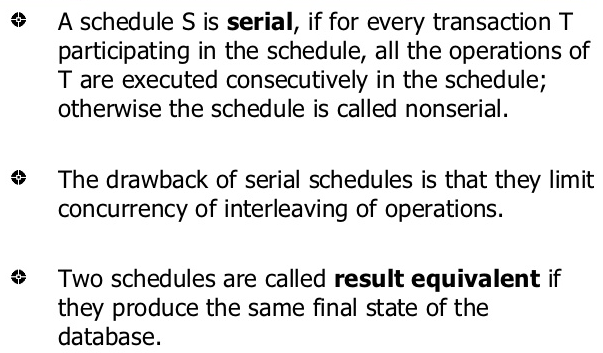 A schedule S is serial, if for every transaction T
participating in the schedule, all the operations of
T are executed consecutively in the schedule;
otherwise the schedule is called nonserial.
The drawback of serial schedules is that they limit
concurrency of interleaving of operations.
Two schedules are called result equivalent if
they produce the same final state of the
database.